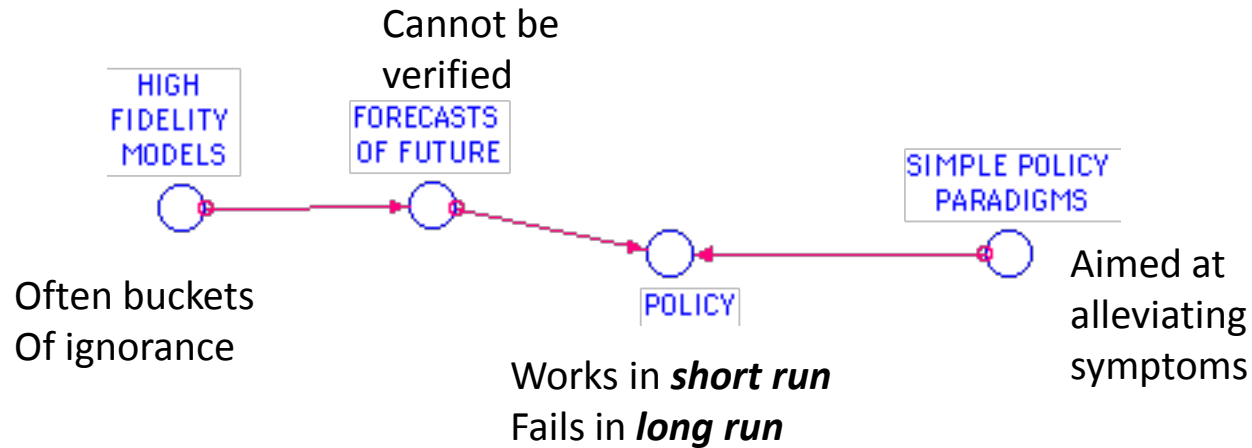 Cannot be
verified
HIGH
FIDELITY
MODELS
FORECASTS
OF FUTURE
SIMPLE POLICY
PARADIGMS
Often buckets
Of ignorance
POLICY
Aimed at
alleviating
symptoms
Works in short run
Fails in long run